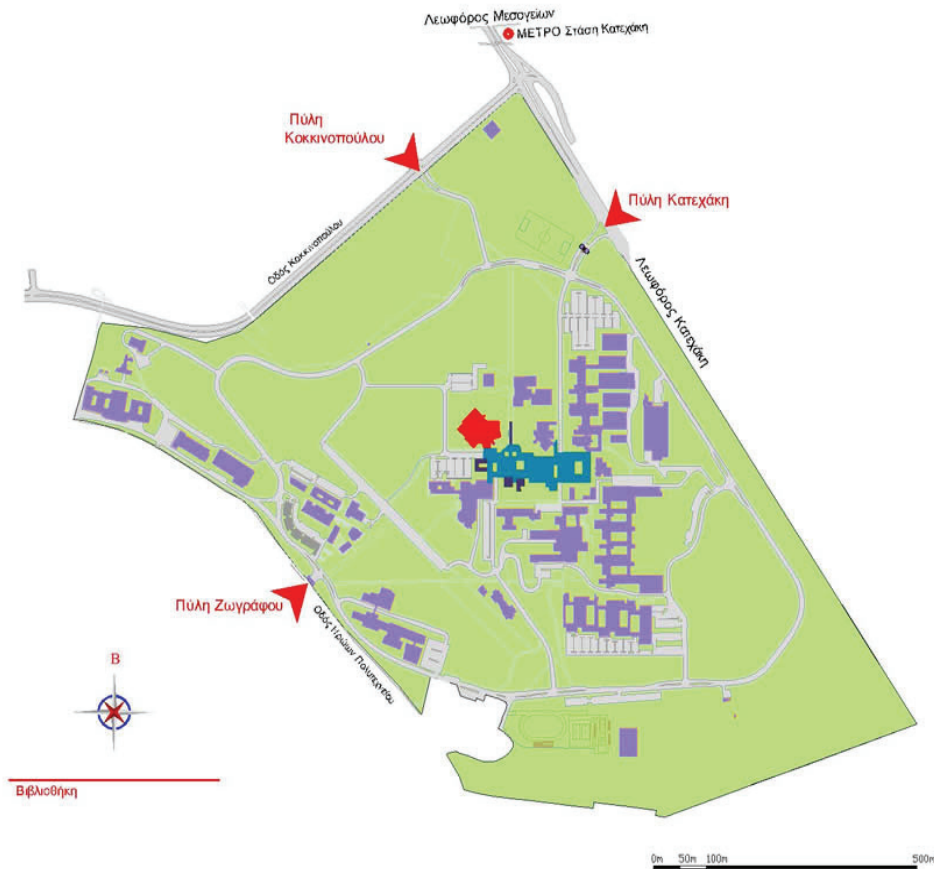 Λεωφόρος Μεσογείων
ΜΕΤΡΟ Στάση Κατεχάκη
Πύλη
Κοκκινοπούλου
Πύλη Κατεχάκη
Οδός Κοκκινοπούλου
Λεωφόρος Κατεχάκη
Πύλη Ζωγράφου
Οδός Ηρώων Πολυτεχνείου
Β
Βιβλιοθήκη
0m 50m 100m 500m